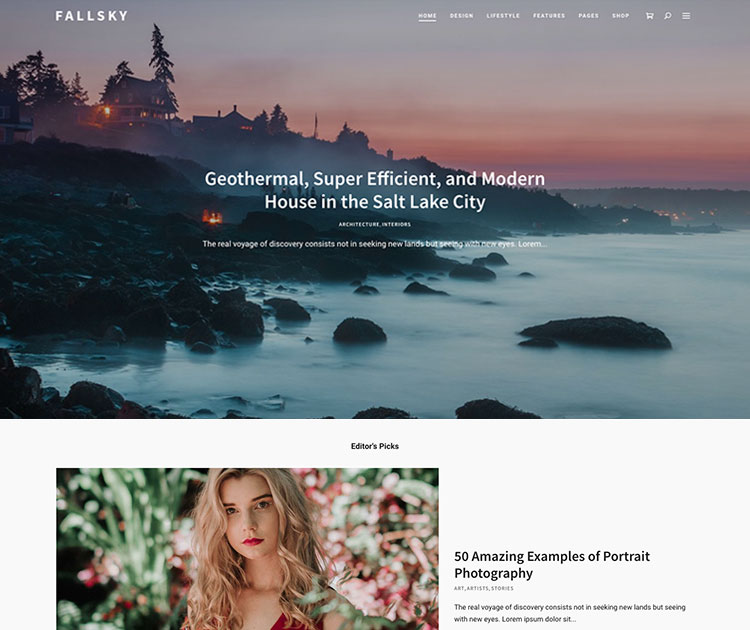 FALLSKY
HOME DESIGN LIFESTYLE FEATURES PAGES SHOP
Geothermal, Super Efficient, and Modern
House in the Salt Lake City
ARCHITECTURE, INTERIORS
The real voyage of discovery consists not in seeking new lands but seeing with new eyes. Lorem...
Editor's Picks
50 Amazing Examples of Portrait
Photography
ART, ARTISTS, STORIES
The real voyage of discovery consists not in seeking new lands but seeing
with new eyes. Lorem ipsum dolor sit...